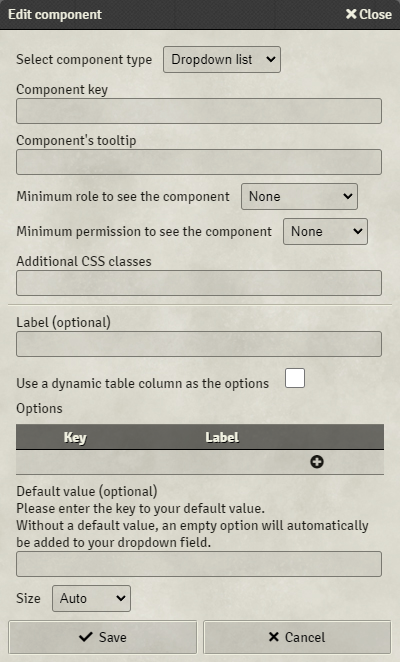 Edit component
Close
Select component type
Dropdown list
Component key
Component's tooltip
Minimum role to see the component
None
Minimum permission to see the component
None
Additional CSS classes
Label (optional)
Use a dynamic table column as the options
Options
Key
Label
Default value (optional)
Please enter the key to your default value.
Without a default value, an empty option will automatically
be added to your dropdown field.
Size
Auto
Save
Cancel